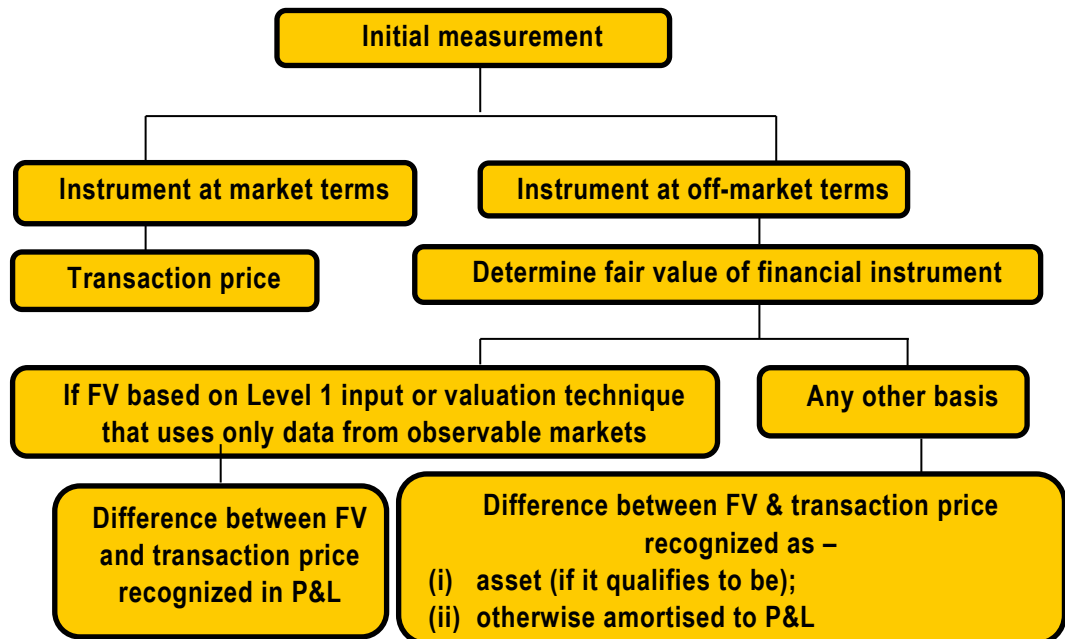 Initial measurement
Instrument at market terms
Instrument at off-market terms
Transaction price
Determine fair value of financial instrument
If FV based on Level 1 input or valuation technique
that uses only data from observable markets
Any other basis
Difference between FV
and transaction price
recognized in P&L
Difference between FV & transaction price
recognized as –
(i) asset (if it qualifies to be);
(ii) otherwise amortised to P&L